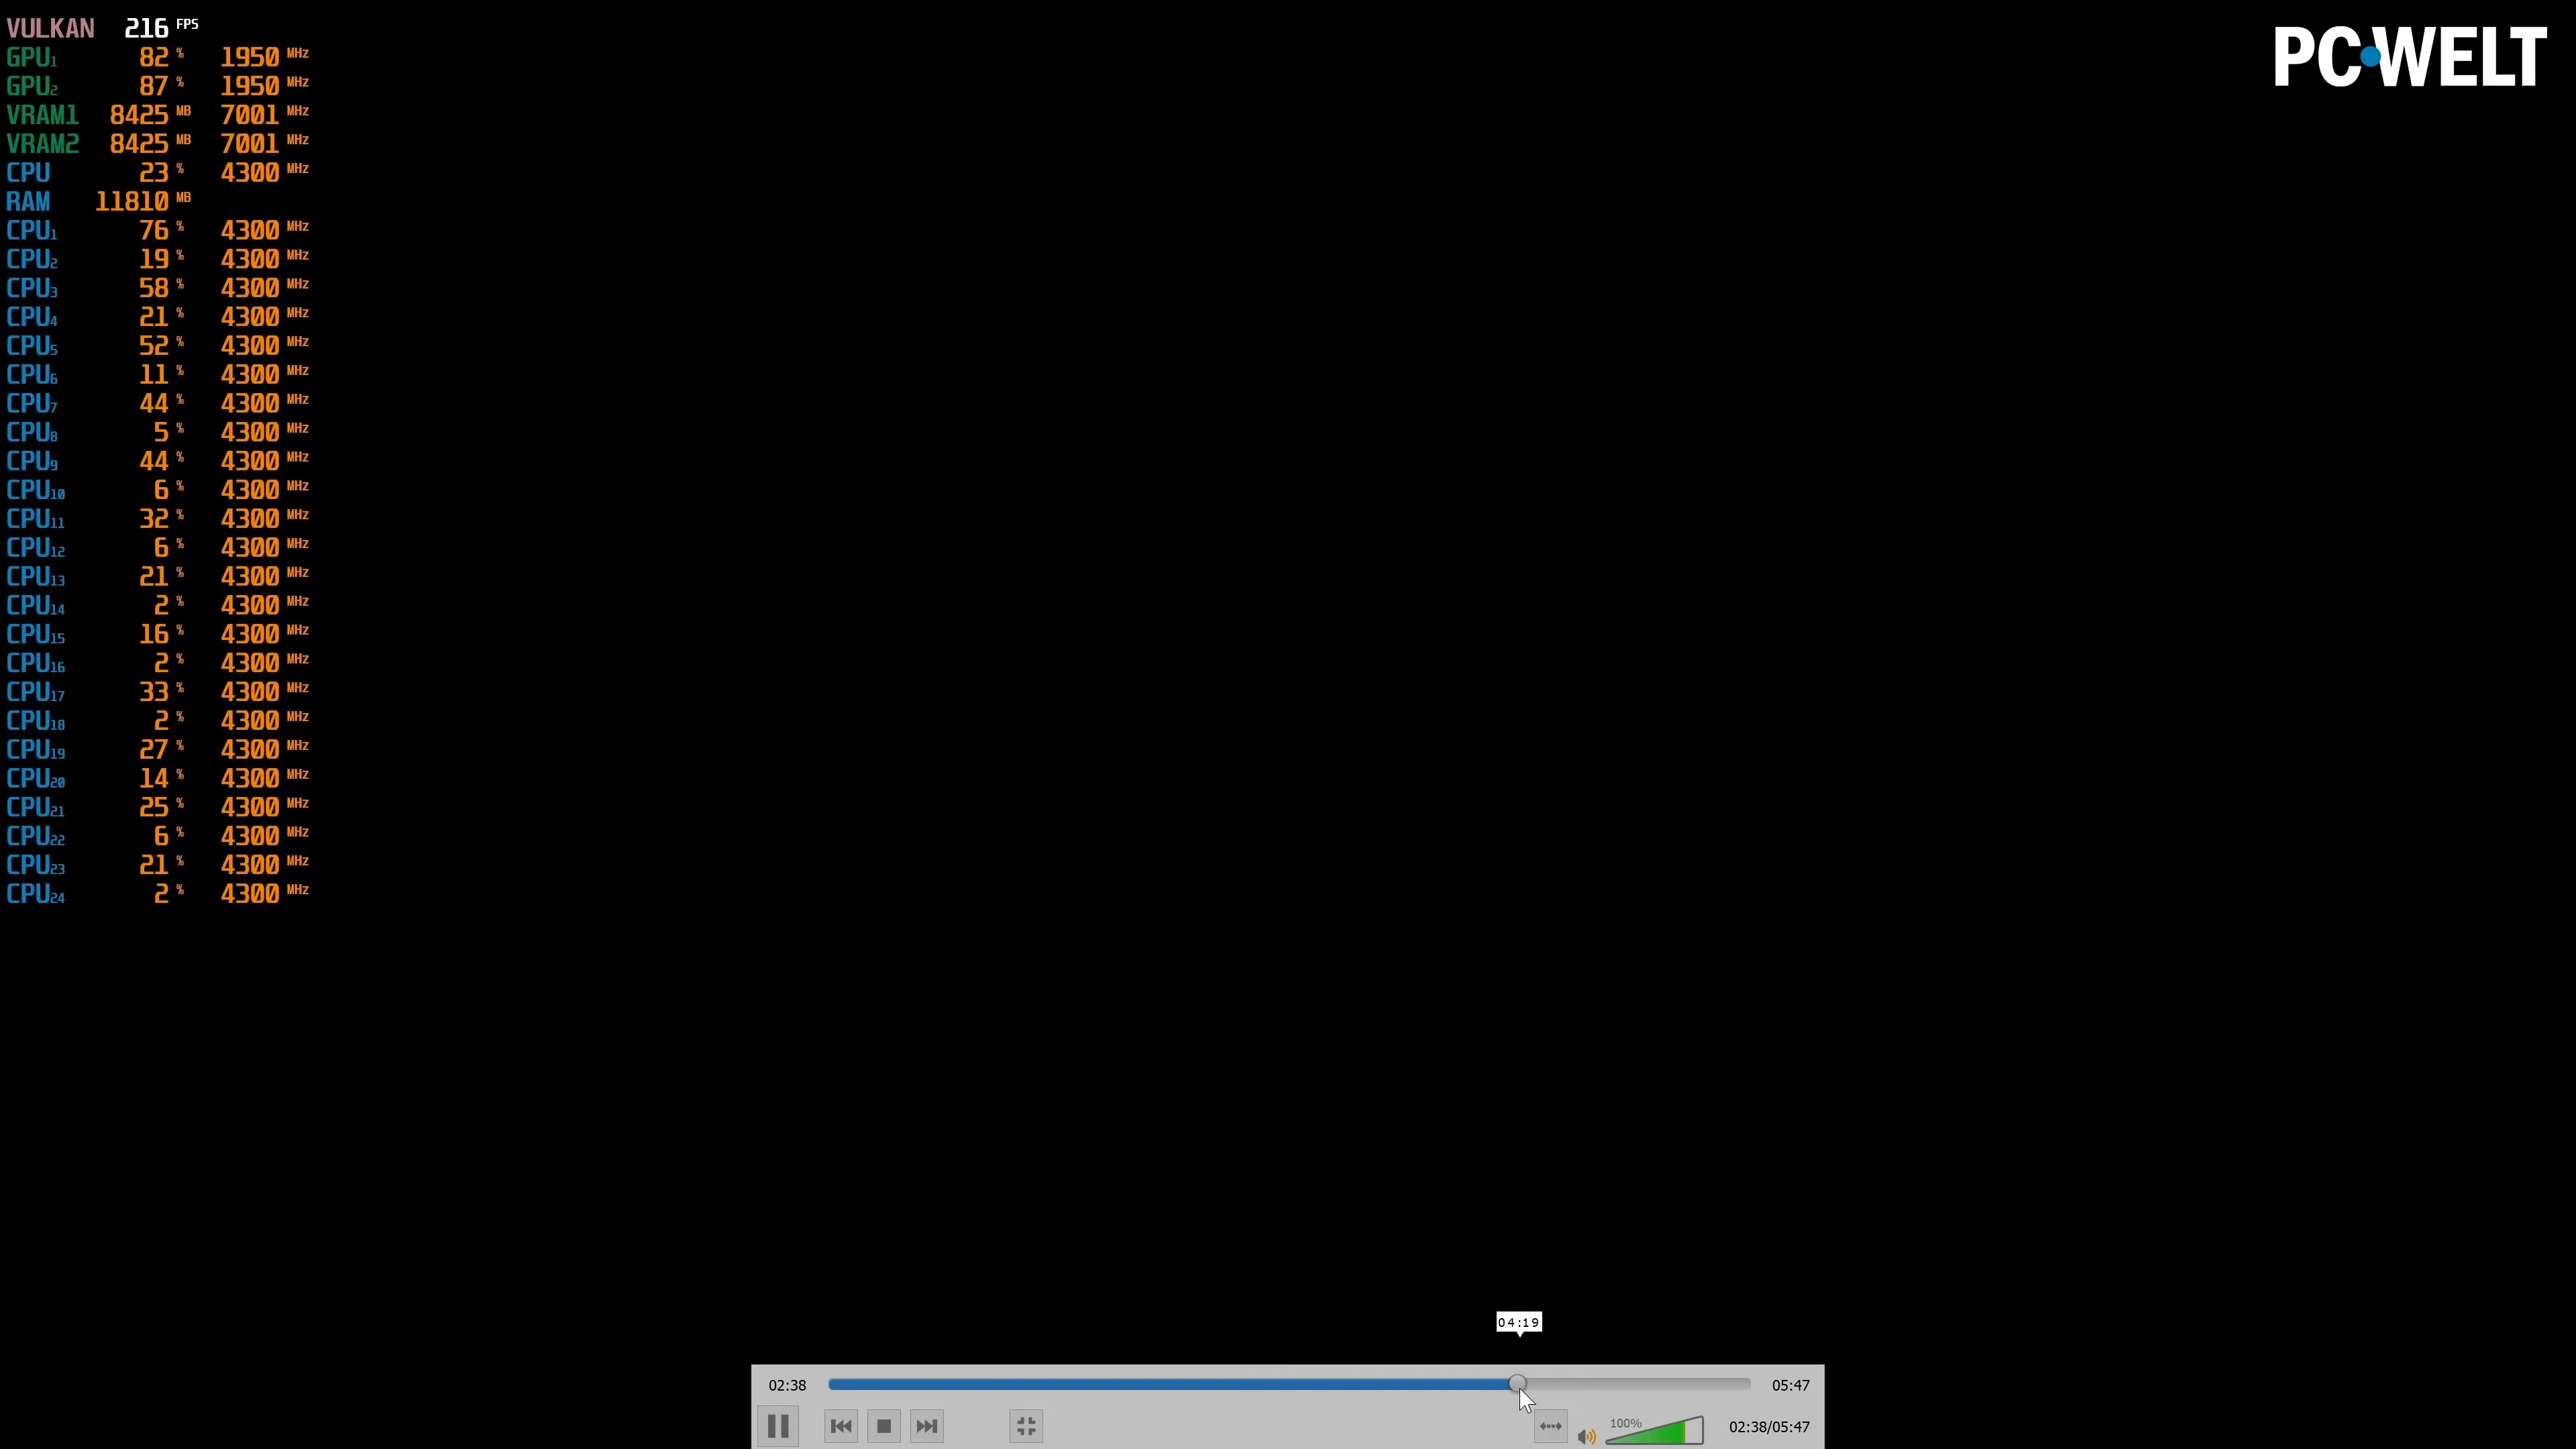 VULKAN 216 FPS
GPU1 82 % 1950 MHz
GPU2 87 % 1950 MHz
VRAM1 8425 MB 7001 MHz
VRAM2 8425 MB 7001 MHz
CPU 23 % 4300 MHz
RAM 11810 MB
CPU1 76 % 4300 MHz
CPU2 19 % 4300 MHz
CPU3 58 % 4300 MHz
CPU4 21 % 4300 MHz
CPU5 52 % 4300 MHz
CPU6 11 % 4300 MHz
CPU7 44 % 4300 MHz
CPU8 5 % 4300 MHz
CPU9 44 % 4300 MHz
CPU10 6 % 4300 MHz
CPU11 32 % 4300 MHz
CPU12 6 % 4300 MHz
CPU13 21 % 4300 MHz
CPU14 2 % 4300 MHz
CPU15 16 % 4300 MHz
CPU16 2 % 4300 MHz
CPU17 33 % 4300 MHz
CPU18 2 % 4300 MHz
CPU19 27 % 4300 MHz
CPU20 14 % 4300 MHz
CPU21 25 % 4300 MHz
CPU22 6 % 4300 MHz
CPU23 21 % 4300 MHz
CPU24 2 % 4300 MHz
PC WELT
04:19
02:38 05:47
100% 02:38/05:47